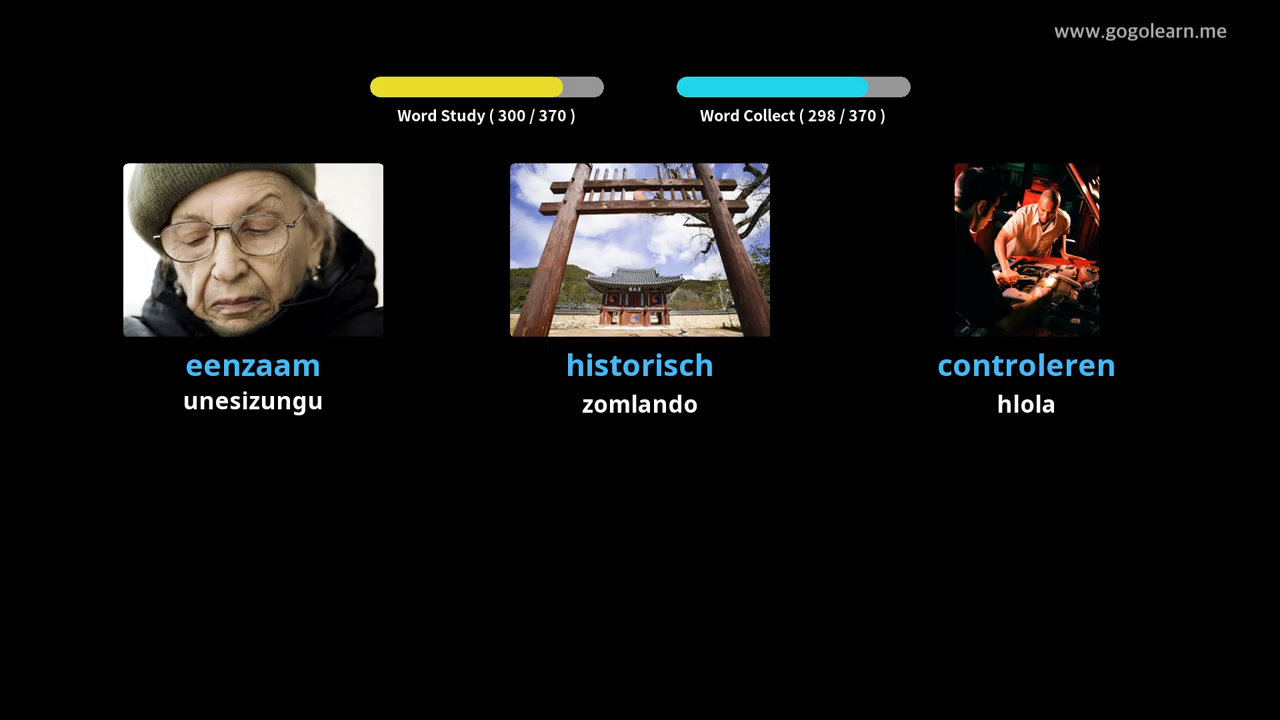 www.gogolearn.me
Word Study ( 300 / 370 )
Word Collect ( 298 / 370 )
eenzaam
unesizungu
historisch
zomlando
controleren
hlola